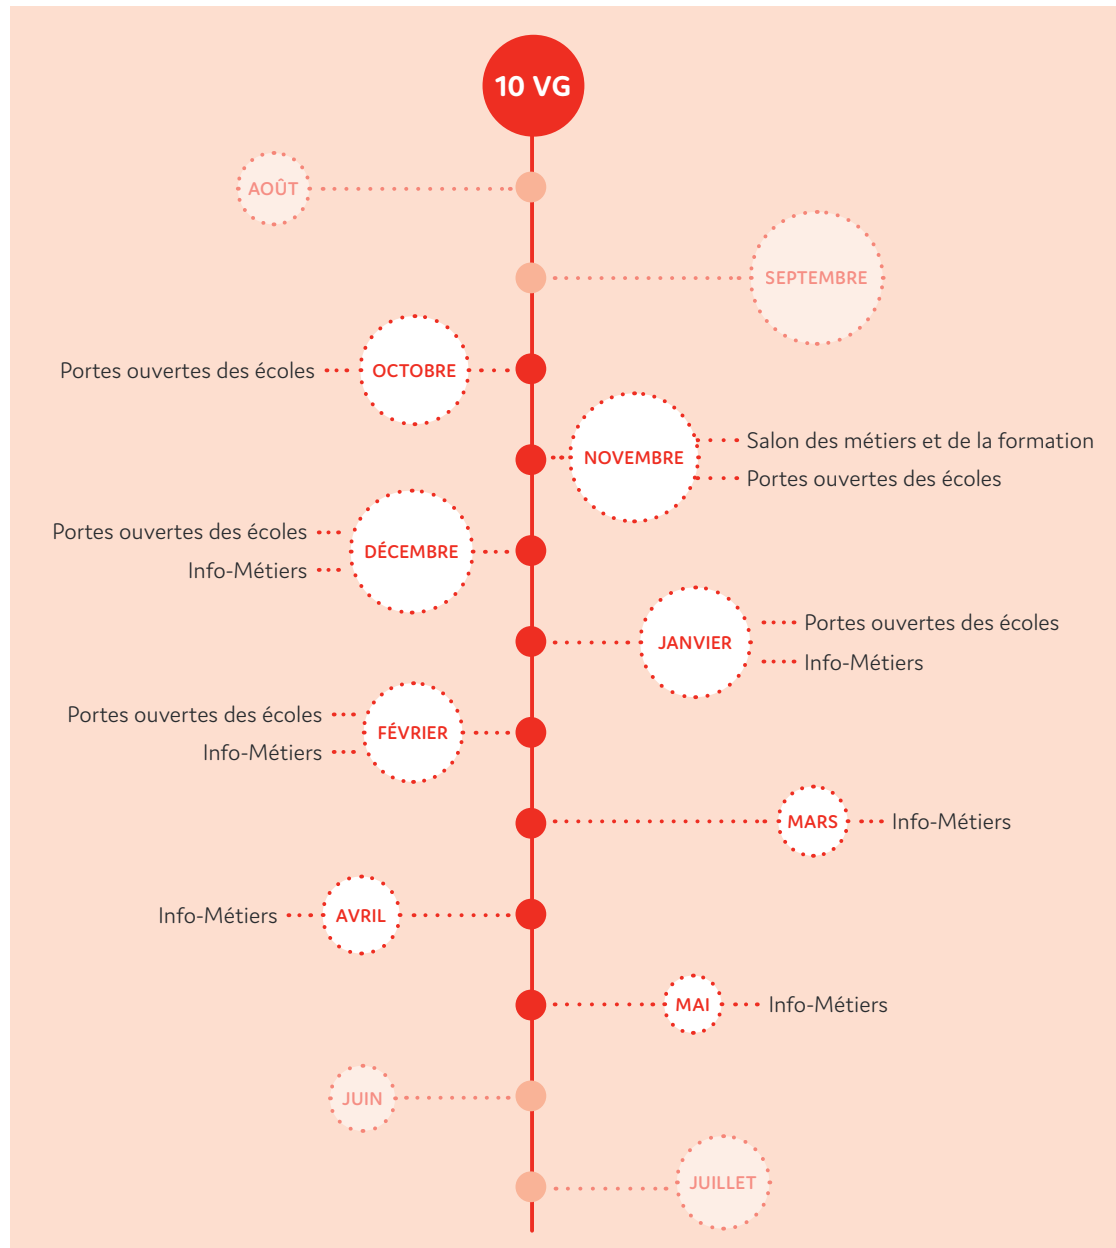 10 VG
AOÛT
SEPTEMBRE
Portes ouvertes des écoles
OCTOBRE
NOVEMBRE
Salon des métiers et de la formation
Portes ouvertes des écoles
Portes ouvertes des écoles
Info-Métiers
DÉCEMBRE
JANVIER
Portes ouvertes des écoles
Info-Métiers
Portes ouvertes des écoles
Info-Métiers
FÉVRIER
MARS
Info-Métiers
Info-Métiers
AVRIL
MAI
Info-Métiers
JUIN
JUILLET